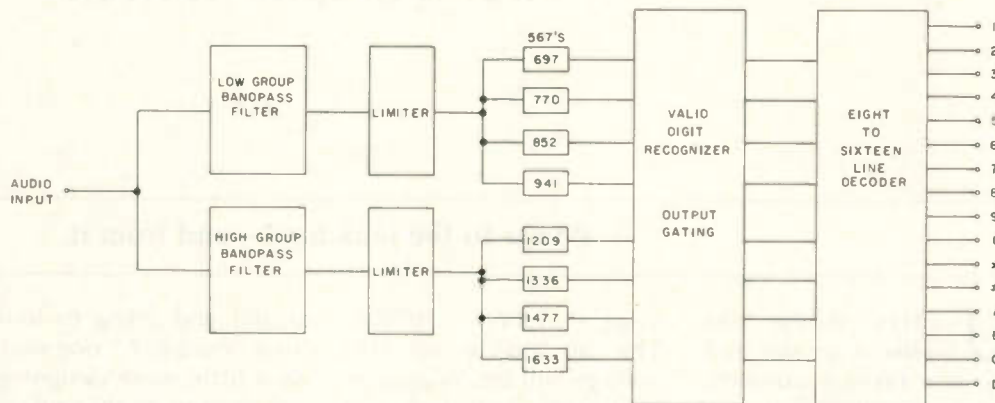 AUDIO
INPUT
LOW GROUP
BANDPASS
FILTER
HIGH GROUP
BANDPASS
FILTER
LIMITER
LIMITER
567'S
697
770
852
941
1209
1336
1477
1633
VALID
DIGIT
RECOGNIZER
OUTPUT
GATING
EIGHT
TO
SIXTEEN
LINE
DECODER
1
2
3
4
5
6
7
8
9